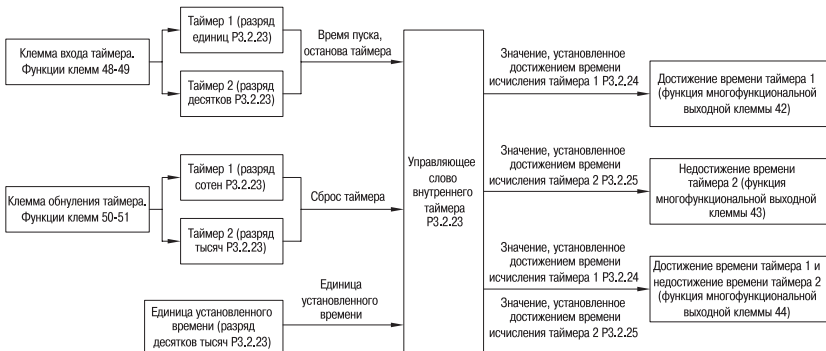 Клемма входа таймера.
Функции клемм 48-49
Таймер 1 (разряд
единиц P3.2.23)
Таймер 2 (разряд
десятков P3.2.23)
Время пуска,
останова таймера
Клемма обнуления таймера.
Функции клемм 50-51
Таймер 1 (разряд
сотен P3.2.23)
Таймер 2 (разряд
тысяч P3.2.23)
Сброс таймера
Единица установленного
времени (разряд
десятков тысяч P3.2.23)
Единица
установленного
времени
Управляющее
слово
внутреннего
таймера
P3.2.23
Значение, установленное
достижением времени
исчисления таймера 1 P3.2.24
Достижение времени таймера 1
(функция многофункциональной
выходной клеммы 42)
Значение, установленное
достижением времени
исчисления таймера 2 P3.2.25
Недостижение времени
таймера 2 (функция
многофункциональной выходной
клеммы 43)
Значение, установленное
достижением времени
исчисления таймера 1 P3.2.24
Значение, установленное
достижением времени
исчисления таймера 2 P3.2.25
Достижение времени таймера 1 и
недостижение времени таймера 2
(функция многофункциональной
выходной клеммы 44)